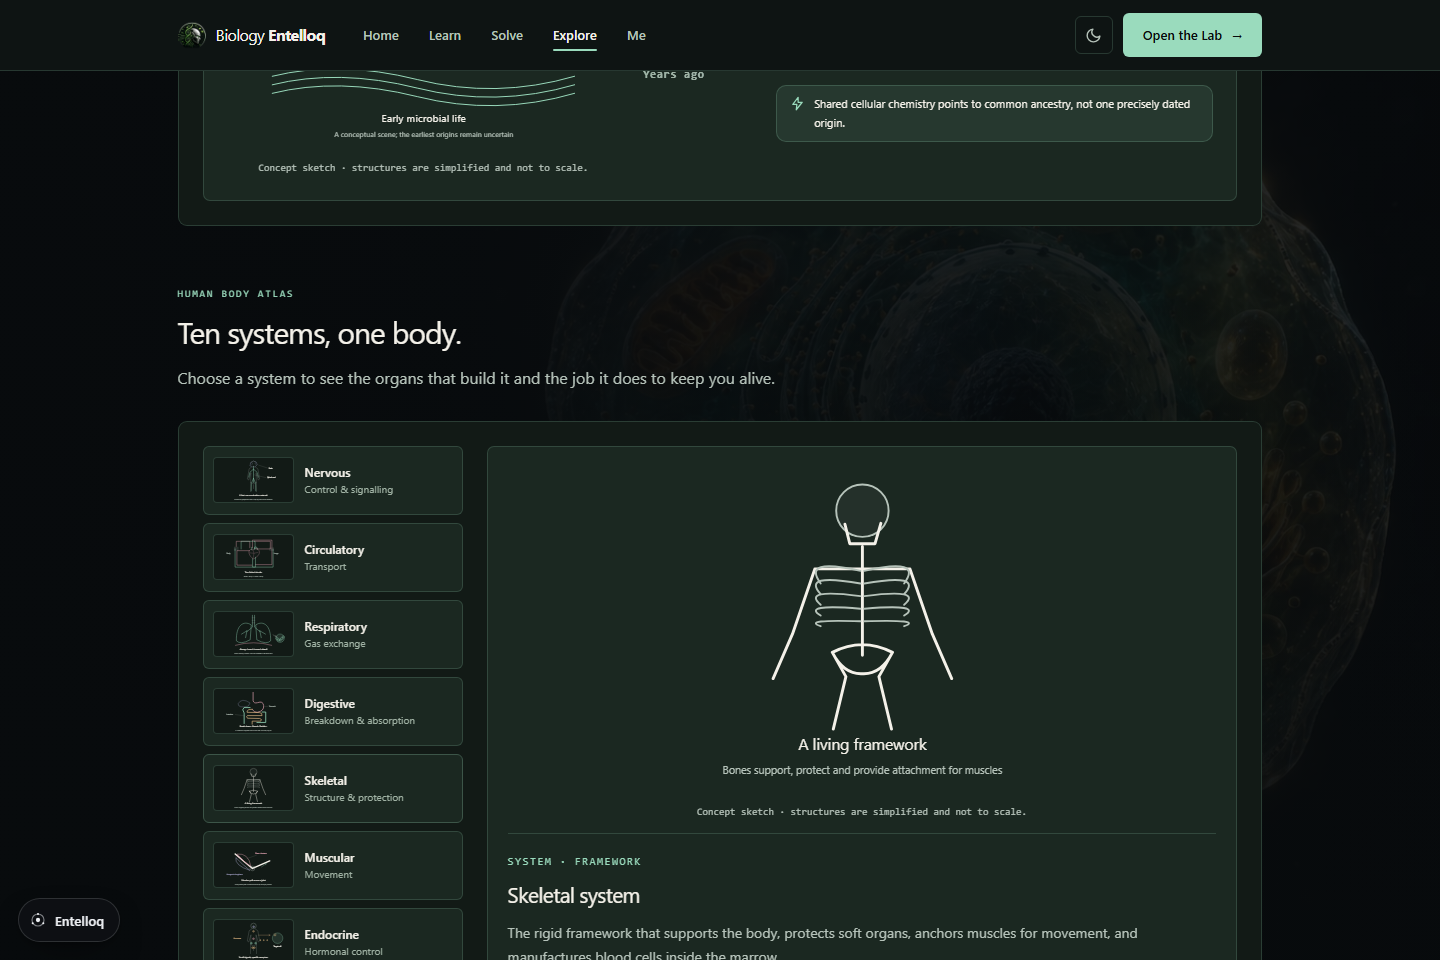 Biology Entelloq
Home
Learn
Solve
Explore
Me
Open the Lab →
Years ago
Early microbial life
A conceptual scene; the earliest origins remain uncertain
Concept sketch · structures are simplified and not to scale.
Shared cellular chemistry points to common ancestry, not one precisely dated
origin.
HUMAN BODY ATLAS
Ten systems, one body.
Choose a system to see the organs that build it and the job it does to keep you alive.
Nervous
Control & signalling
Circulatory
Transport
Respiratory
Gas exchange
Digestive
Breakdown & absorption
Skeletal
Structure & protection
Muscular
Movement
Endocrine
Hormonal control
A living framework
Bones support, protect and provide attachment for muscles
Concept sketch · structures are simplified and not to scale.
SYSTEM · FRAMEWORK
Skeletal system
The rigid framework that supports the body, protects soft organs, anchors muscles for movement, and
manufactures blood cells inside the marrow.
Entelloq